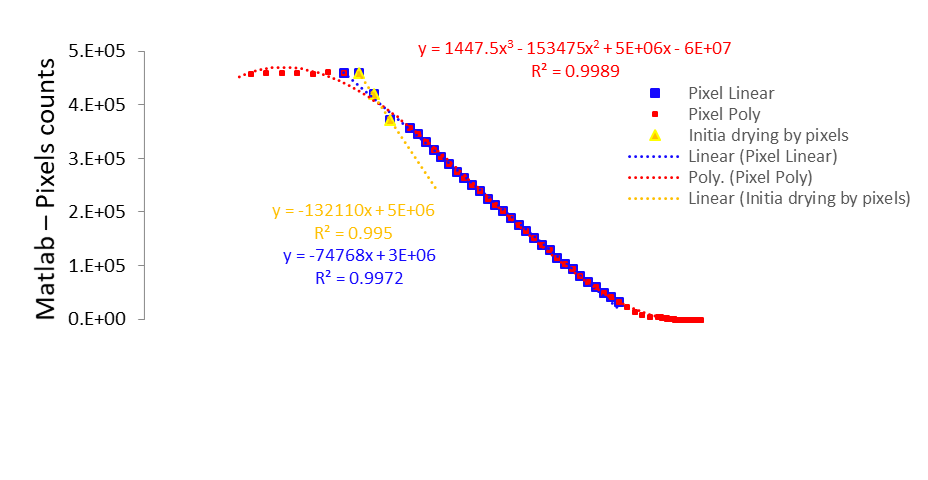 y = 1447.5x³ - 153475x² + 5E+06x - 6E+07
R² = 0.9989
5.E+05
4.E+05
3.E+05
2.E+05
1.E+05
0.E+00
Matlab – Pixels counts
Pixel Linear
Pixel Poly
Initia drying by pixels
Linear (Pixel Linear)
Poly. (Pixel Poly)
Linear (Initia drying by pixels)
y = -132110x + 5E+06
R² = 0.995
y = -74768x + 3E+06
R² = 0.9972